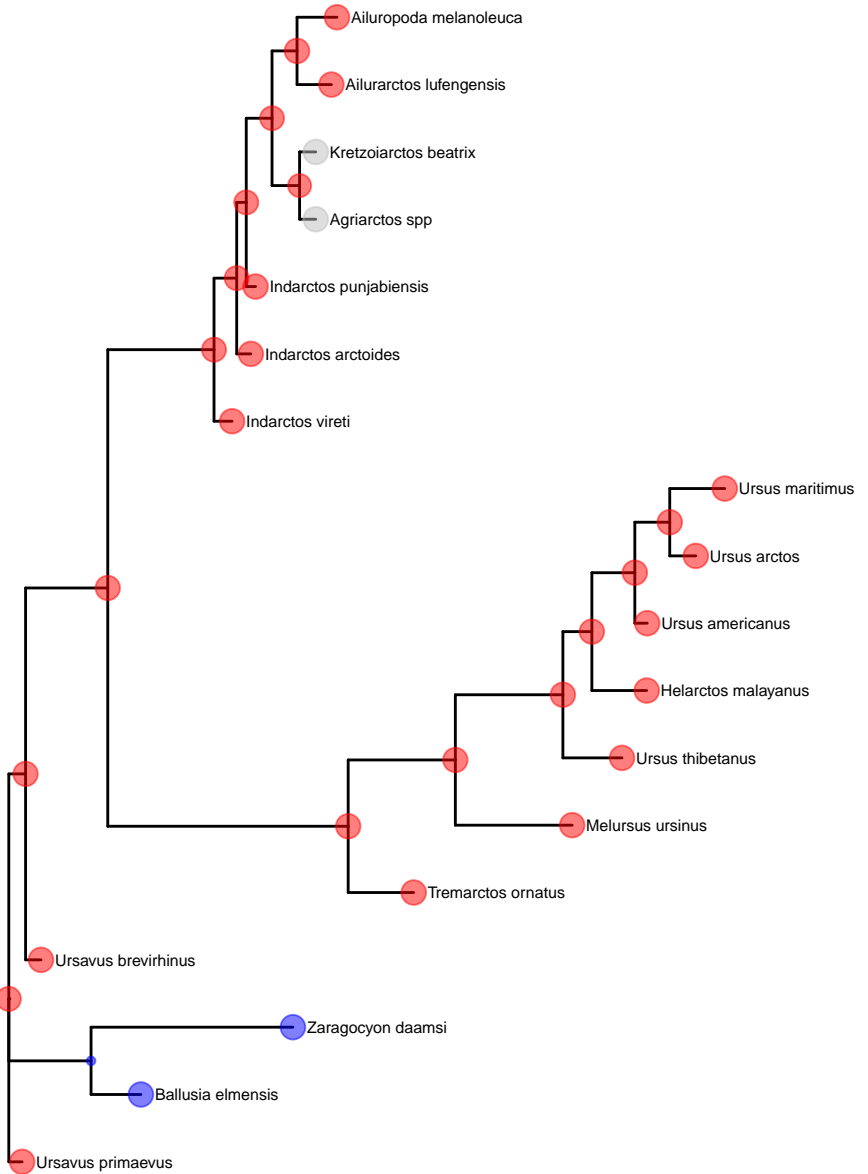 Ailuropoda melanoleuca
Ailurarctos lufengensis
Kretzoiarctos beatrix
Agriarctos spp
Indarctos punjabiensis
Indarctos arctoides
Indarctos vireti
Ursus maritimus
Ursus arctos
Ursus americanus
Helarctos malayanus
Ursus thibetanus
Melursus ursinus
Tremarctos ornatus
Ursavus brevirhinus
Zaragocyon daamsi
Ballusia elmensis
Ursavus primaevus